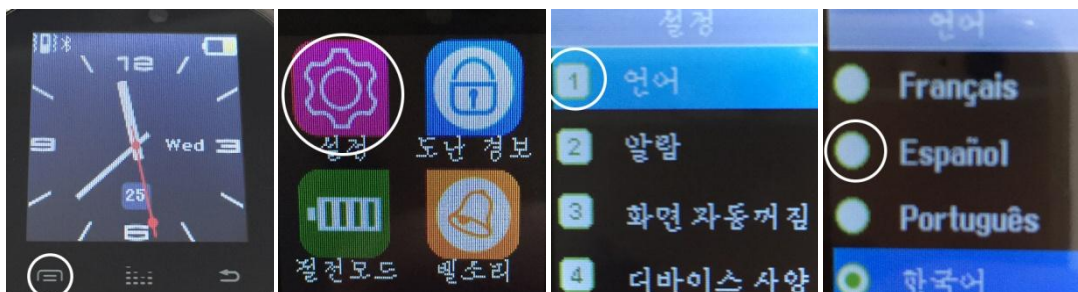 12
9
Wed 3
25
6
설정
도난 경보
절전모드
벨소리
설정
1 언어
2 알람
3 화면 자동꺼짐
4 디바이스 사양
언어
Français
Español
Português
한국어